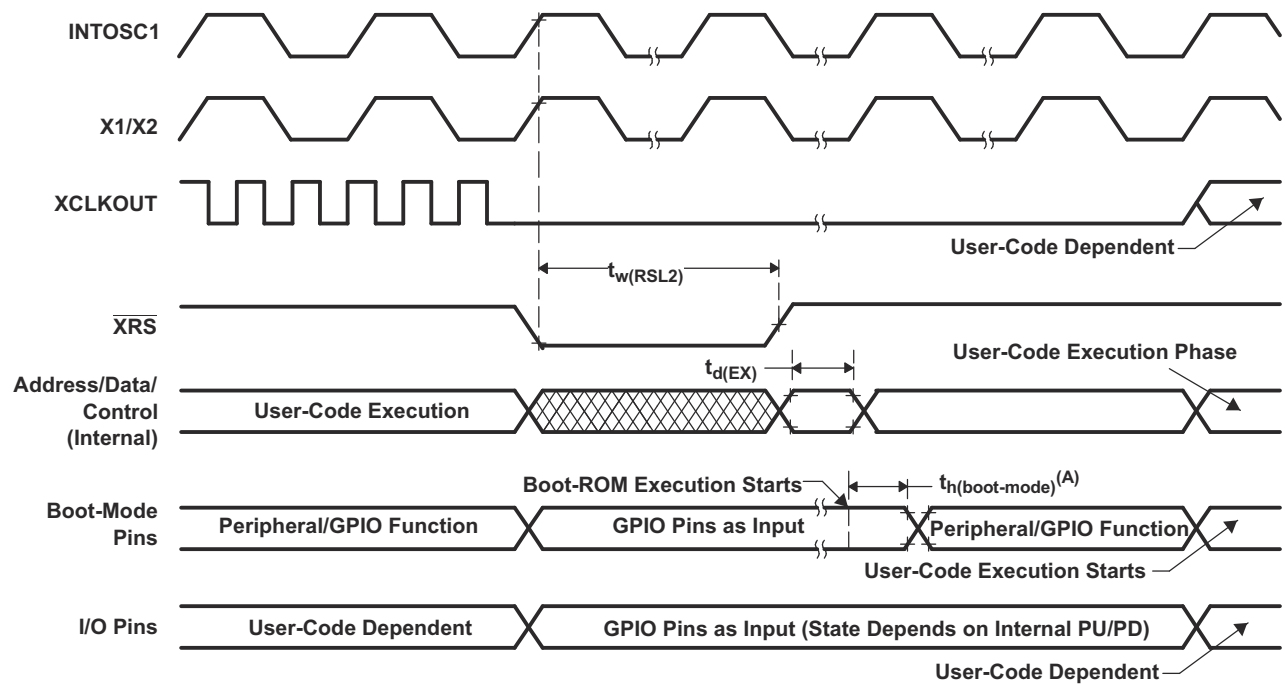 INTOSC1
X1/X2
XCLKOUT
User-Code Dependent
tw(RSL2)
XRS
User-Code Execution Phase
td(EX)
Address/Data/
Control
(Internal)
User-Code Execution
Boot-ROM Execution Starts
th(boot-mode)(A)
Boot-Mode
Pins
Peripheral/GPIO Function
GPIO Pins as Input
Peripheral/GPIO Function
User-Code Execution Starts
I/O Pins
User-Code Dependent
GPIO Pins as Input (State Depends on Internal PU/PD)
User-Code Dependent